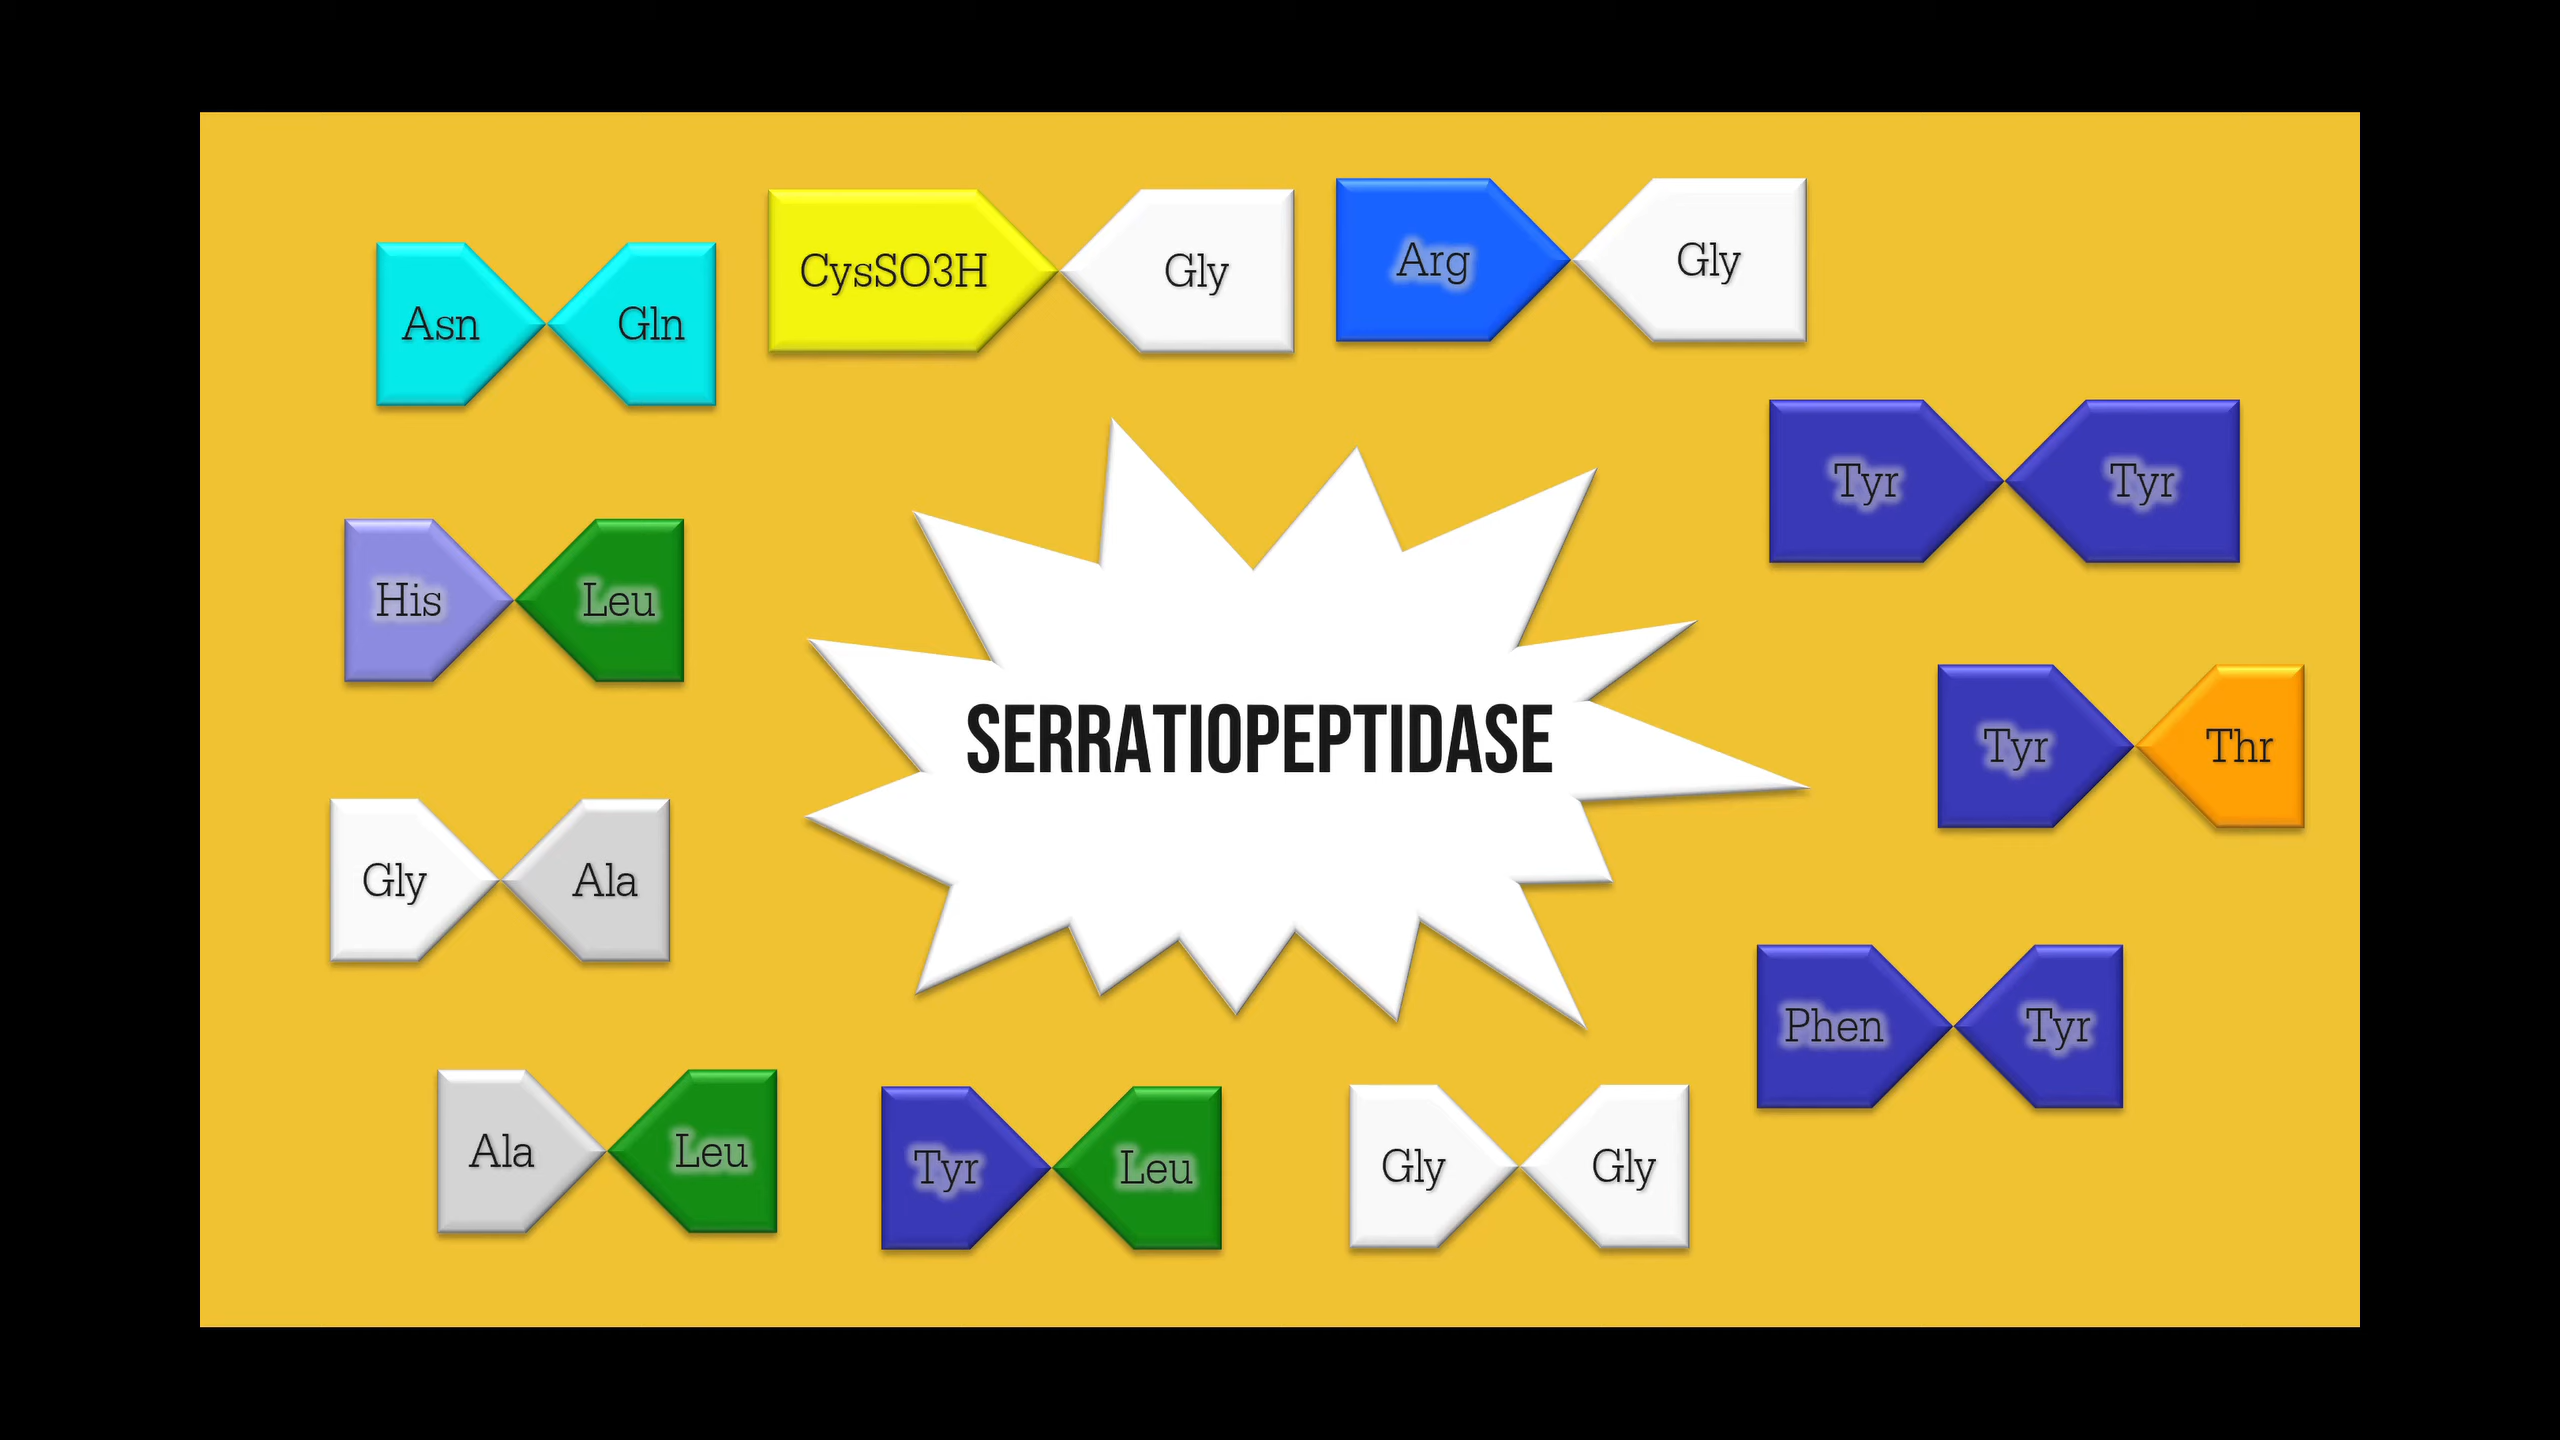 Asn Gln
CysSO3H Gly
Arg Gly
Tyr Tyr
His Leu
SERRATIOPEPTIDASE
Tyr Thr
Gly Ala
Phen Tyr
Ala Leu
Tyr Leu
Gly Gly